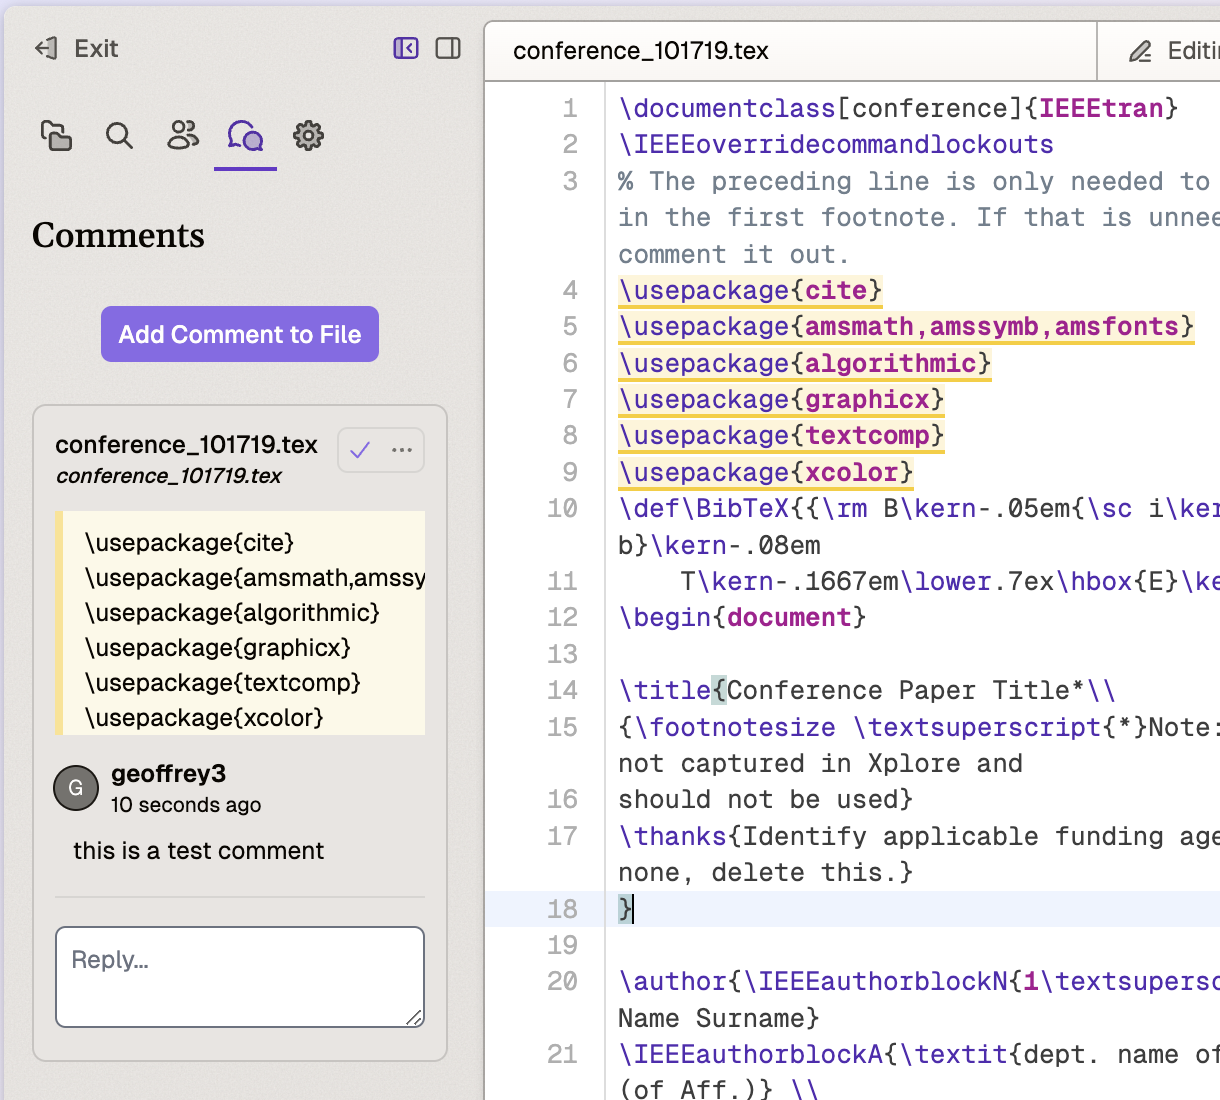 Exit
Comments
Add Comment to File
conference_101719.tex
conference_101719.tex
\usepackage{cite}
\usepackage{amsmath,amssy
\usepackage{algorithmic}
\usepackage{graphicx}
\usepackage{textcomp}
\usepackage{xcolor}
G
geoffrey3
10 seconds ago
this is a test comment
Reply...
conference_101719.tex
Editin
1 \documentclass[conference]{IEEEtran}
2 \IEEEoverridecommandlockouts
3 % The preceding line is only needed to
in the first footnote. If that is unnee
comment it out.
4 \usepackage{cite}
5 \usepackage{amsmath,amssymb,amsfonts}
6 \usepackage{algorithmic}
7 \usepackage{graphicx}
8 \usepackage{textcomp}
9 \usepackage{xcolor}
10 \def\BibTeX{{\rm B\kern-.05em{\sc i\ker
b}\kern-.08em
11 T\kern-.1667em\lower.7ex\hbox{E}\ke
12 \begin{document}
13
14 \title{Conference Paper Title*\\
15 {\footnotesize \textsuperscript{*}Note:
not captured in Xplore and
16 should not be used}
17 \thanks{Identify applicable funding age
none, delete this.}
18 }
19
20 \author{\IEEEauthorblockN{1\textsupersc
Name Surname}
21 \IEEEauthorblockA{\textit{dept. name of
(of Aff.)} \\